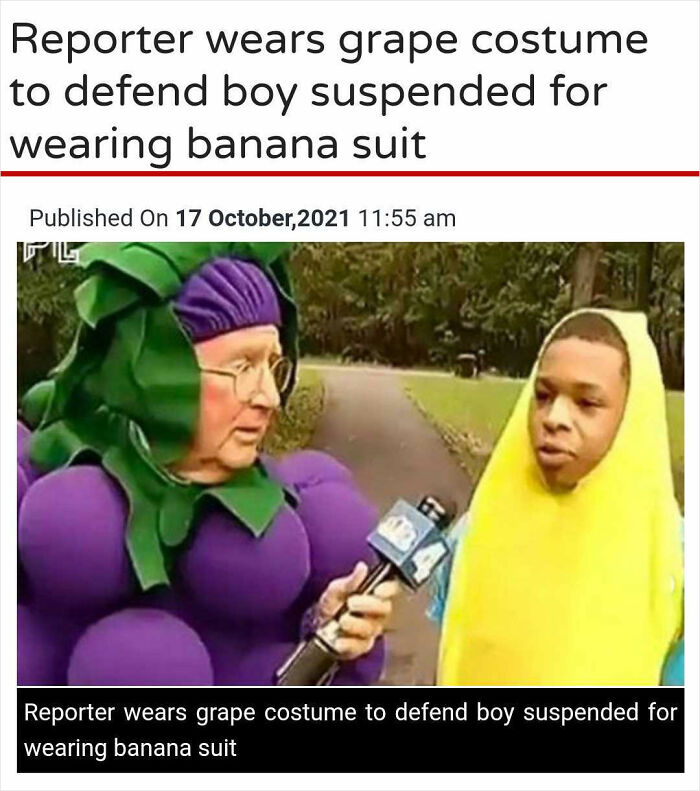 Reporter wears grape costume
to defend boy suspended for
wearing banana suit
Published On 17 October,2021 11:55 am
4
Reporter wears grape costume to defend boy suspended for
wearing banana suit